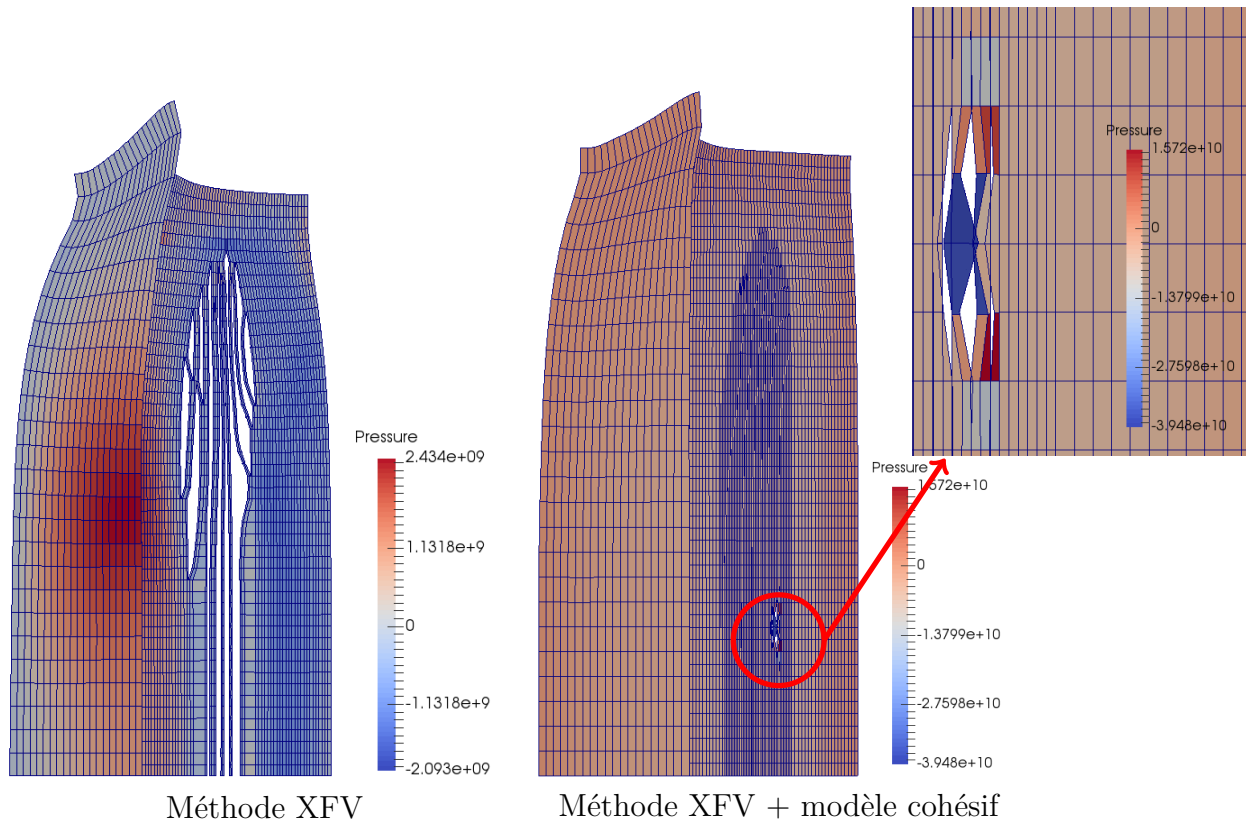 Pressure
1.572e+10
0
-1.3799e+10
-2.7598e+10
-3.948e+10
Pressure
2.434e+09
1.1318e+9
0
-1.1318e+9
-2.093e+09
Pressure
1.572e+10
0
-1.3799e+10
-2.7598e+10
-3.948e+10
Méthode XFV
Méthode XFV + modèle cohésif